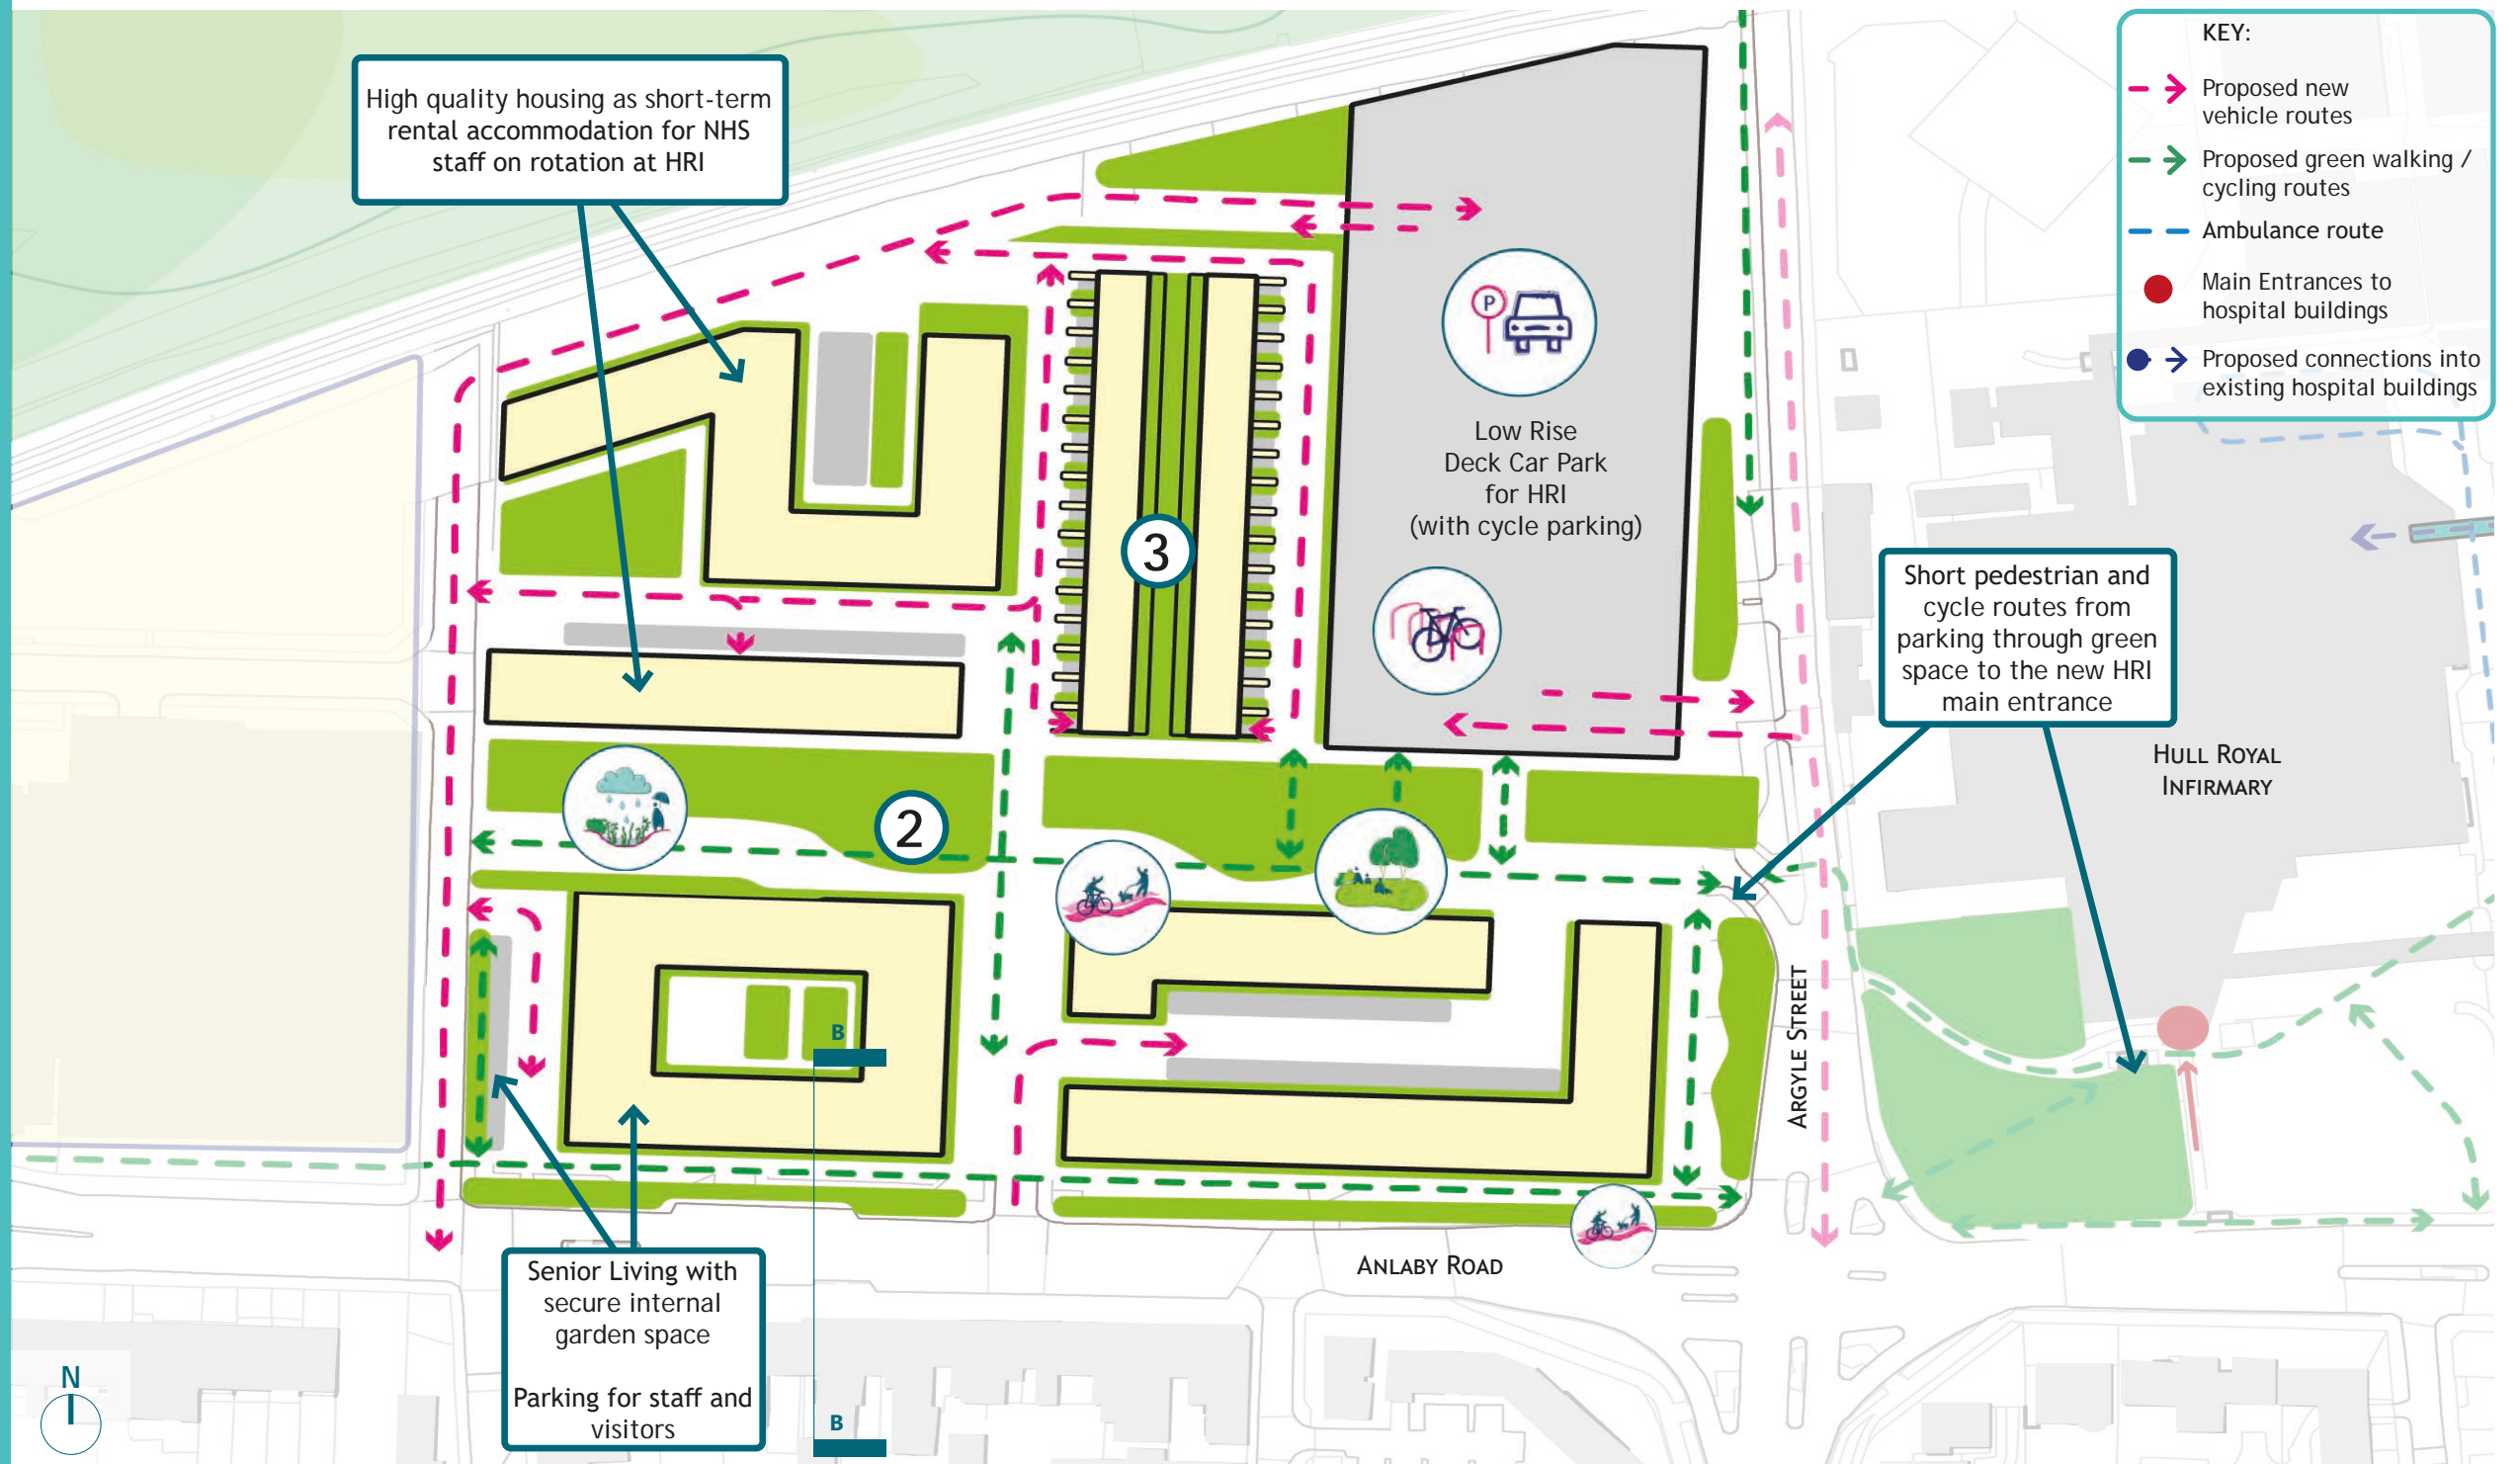 High quality housing as short-term
rental accommodation for NHS
staff on rotation at HRI
KEY:
Proposed new
vehicle routes
Proposed green walking /
cycling routes
Ambulance route
Main Entrances to
hospital buildings
Proposed connections into
existing hospital buildings
P
Low Rise
Deck Car Park
for HRI
(with cycle parking)
3
Short pedestrian and
cycle routes from
parking through green
space to the new HRI
main entrance
HULL ROYAL
INFIRMARY
2
B
ARGYLE STREET
ANLABY ROAD
Senior Living with
secure internal
garden space
Parking for staff and
visitors
N
B